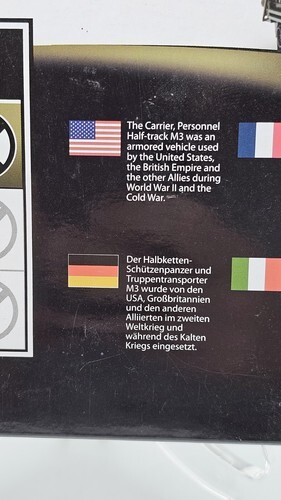 The Carrier, Personnel
Half-track M3 was an
armored vehicle used
by the United States,
the British Empire and
the other Allies during
World War II and the
Cold War.
Der Halbketten-
Schützenpanzer und
Truppentransporter
M3 wurde von den
USA, Großbritannien
und den anderen
Alliierten im zweiten
Weltkrieg und
während des Kalten
Kriegs eingesetzt.